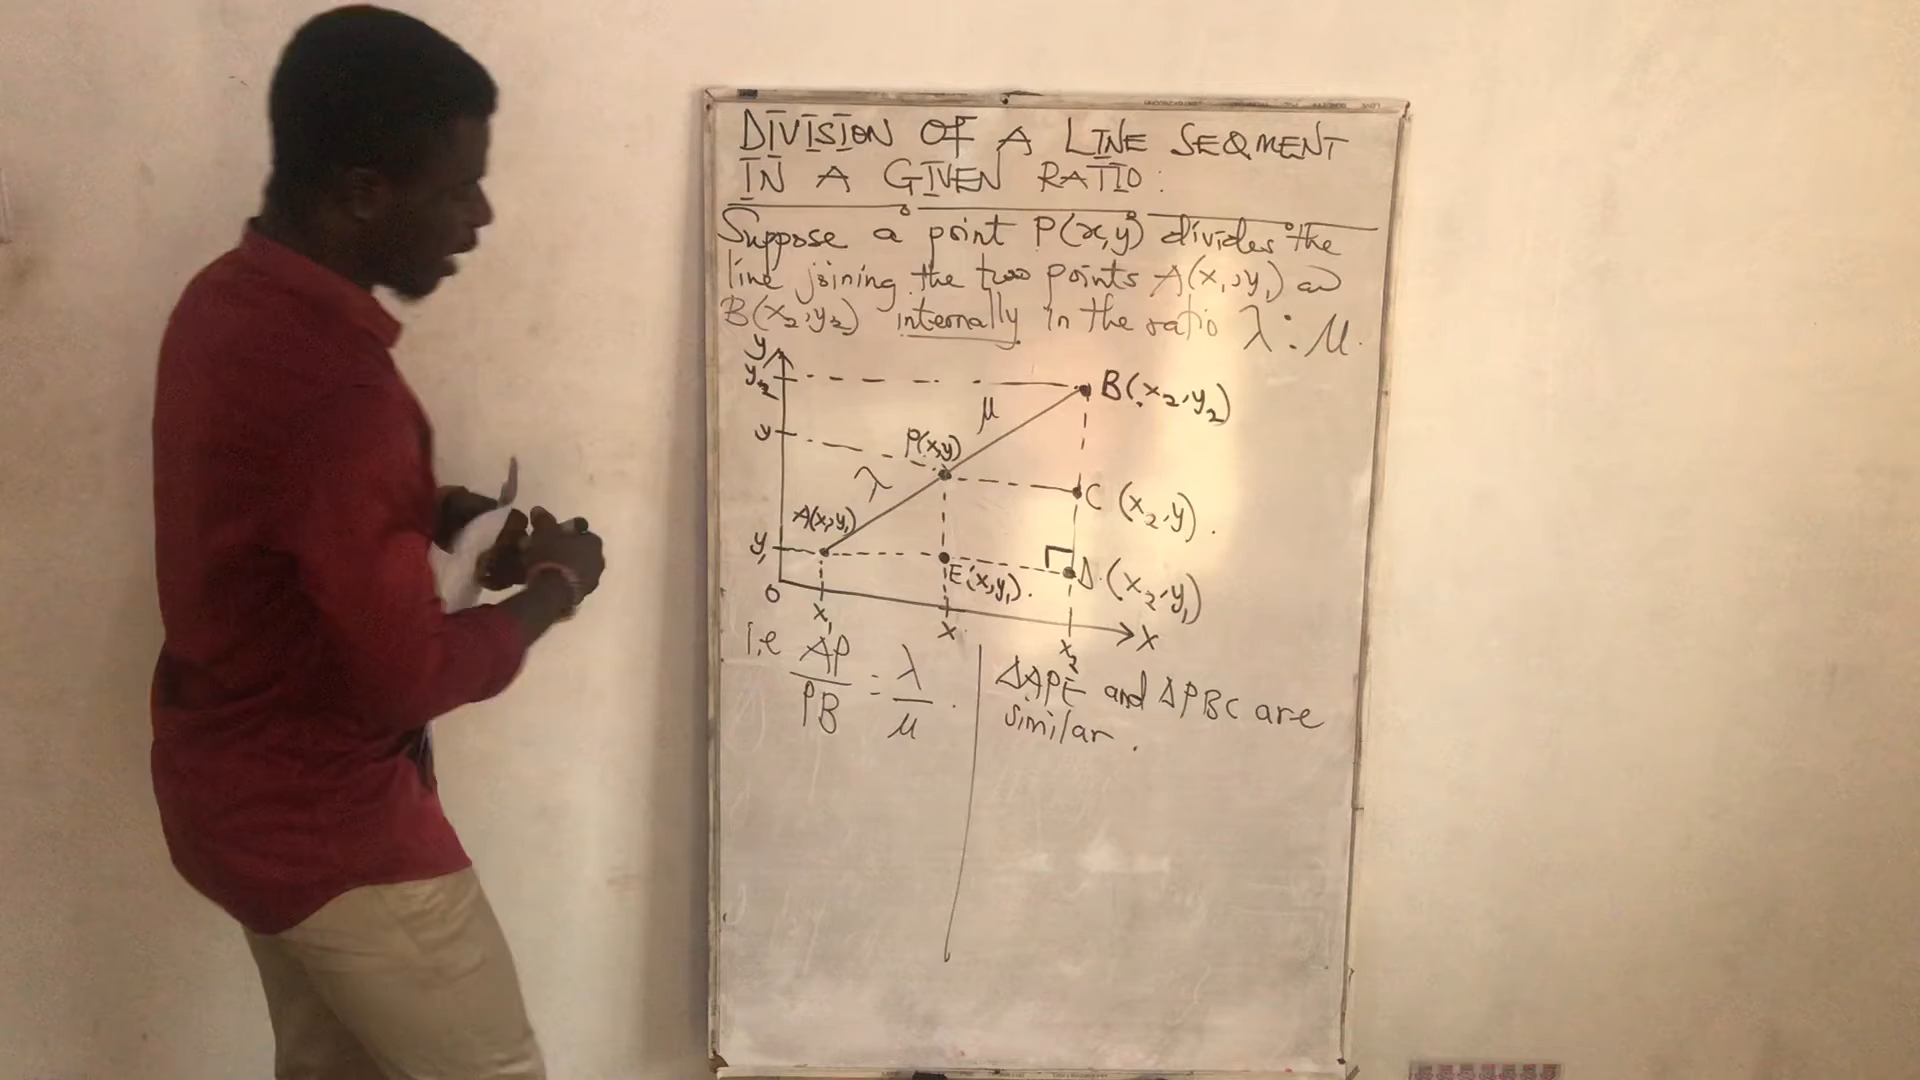 DIVISION OF A LINE SEGMENT
IN A GIVEN RATIO:
Suppose a point P(x,y) divides the
line joining the two points A(x₁,y₁) and
B(x₂,y₂) internally in the ratio λ:μ.
y
y₂
B(x₂,y₂)
μ
y
P(x,y)
λ
C (x₂,y).
A(x₁,y₁)
y₁
E(x,y₁).
D.(x₂,y₁)
0
x₁
x
x₂
X
i.e AP/PB = λ/μ.
ΔAPE and ΔPBC are
similar.